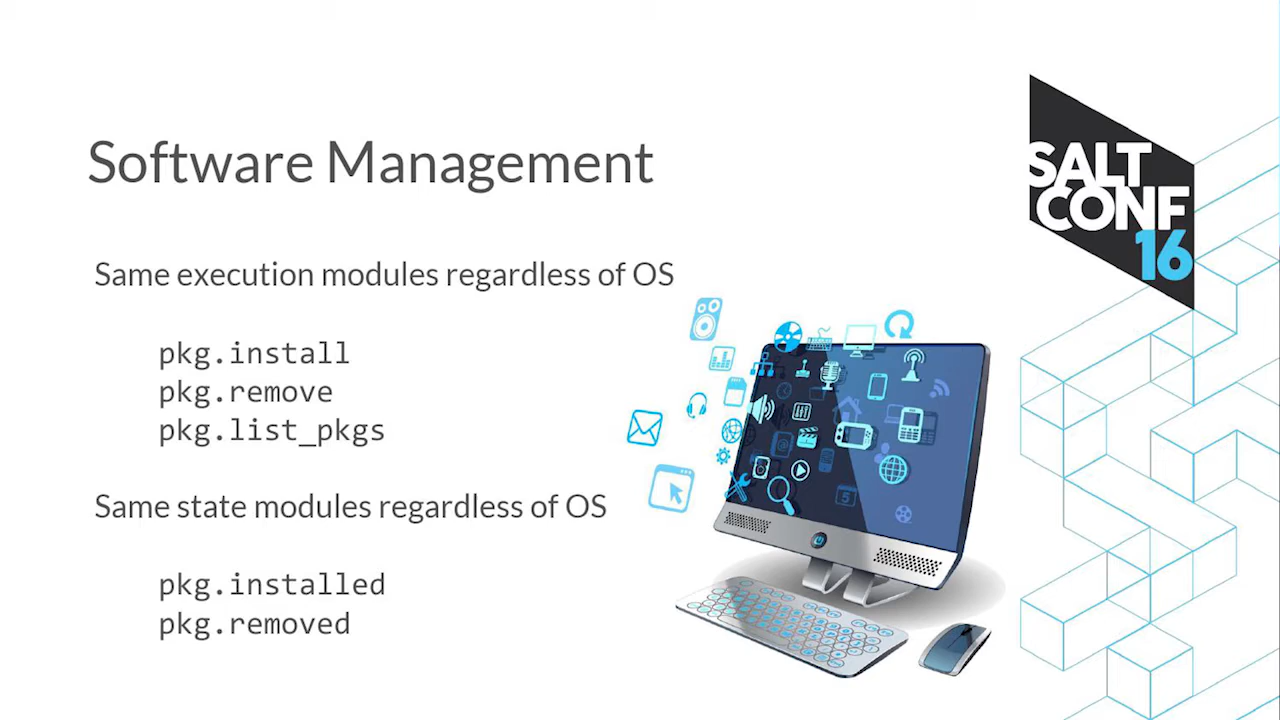 Software Management
SALT
CONF
16
Same execution modules regardless of OS
pkg.install
pkg.remove
pkg.list_pkgs
Same state modules regardless of OS
pkg.installed
pkg.removed
5